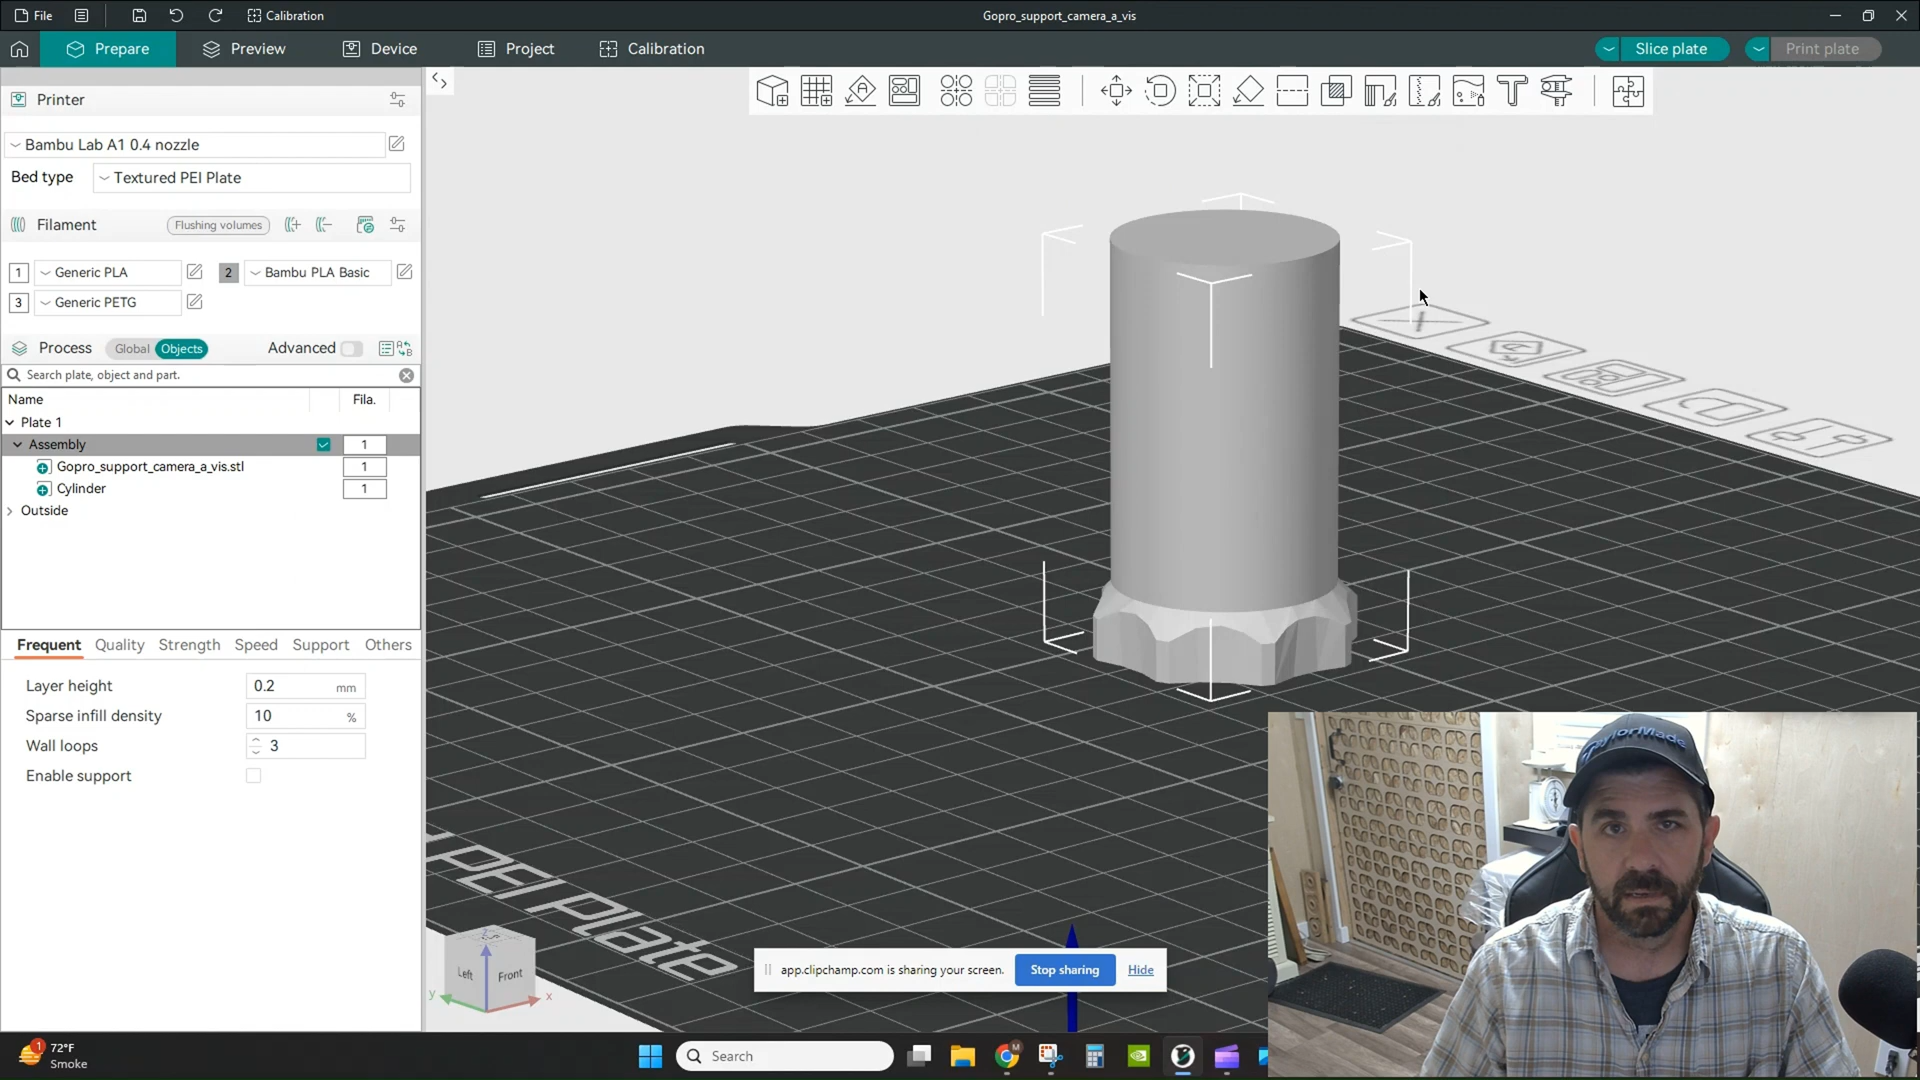 File
Calibration
Gopro_support_camera_a_vis
Prepare
Preview
Device
Project
Calibration
Slice plate
Print plate
Printer
Bambu Lab A1 0.4 nozzle
Bed type
Textured PEI Plate
Filament
Flushing volumes
1
Generic PLA
2
Bambu PLA Basic
3
Generic PETG
Process
Global
Objects
Advanced
Search plate, object and part.
Name
Fila.
Plate 1
Assembly
1
Gopro_support_camera_a_vis.stl
1
Cylinder
1
Outside
Frequent
Quality
Strength
Speed
Support
Others
Layer height
0.2
mm
Sparse infill density
10
%
Wall loops
3
Enable support
PEI Plate
Left
Front
y
x
app.clipchamp.com is sharing your screen.
Stop sharing
Hide
TaylorMade
1
72°F
Smoke
Search
M